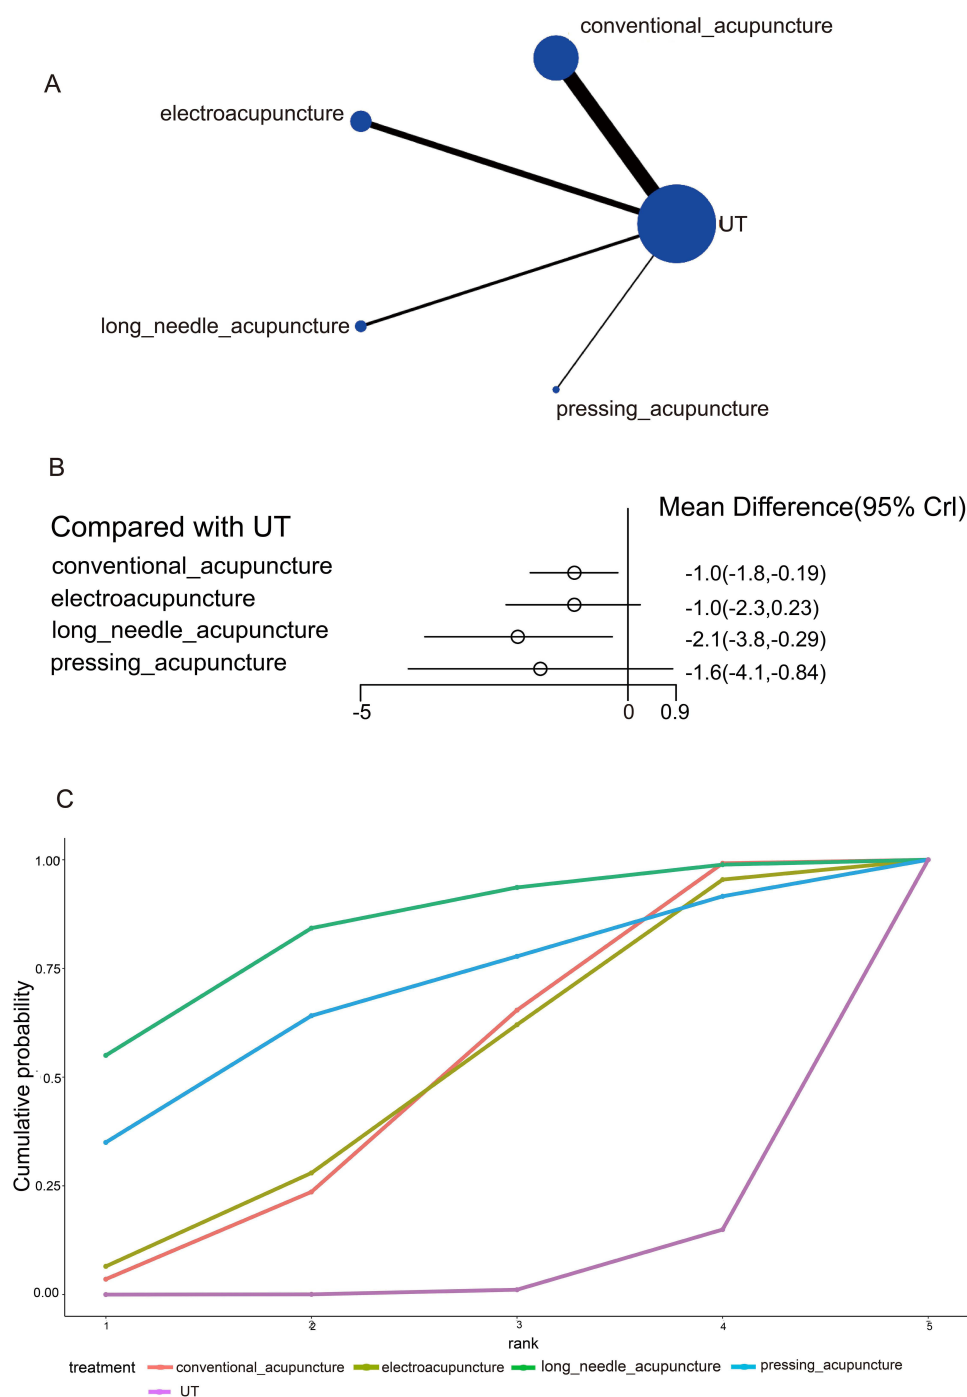 A
conventional_acupuncture
electroacupuncture
UT
long_needle_acupuncture
pressing_acupuncture
B
Compared with UT
Mean Difference(95% Crl)
conventional_acupuncture
-1.0(-1.8,-0.19)
electroacupuncture
-1.0(-2.3,0.23)
long_needle_acupuncture
-2.1(-3.8,-0.29)
pressing_acupuncture
-1.6(-4.1,-0.84)
-5 0 0.9
C
Cumulative probability
1.00
0.75
0.5
0.25
0.00
1 2 3 4 5
rank
treatment conventional_acupuncture electroacupuncture long_needle_acupuncture pressing_acupuncture
UT